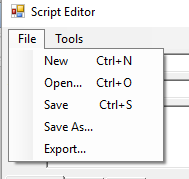 Script Editor
File Tools
New Ctrl+N
Open... Ctrl+O
Save Ctrl+S
Save As...
Export...